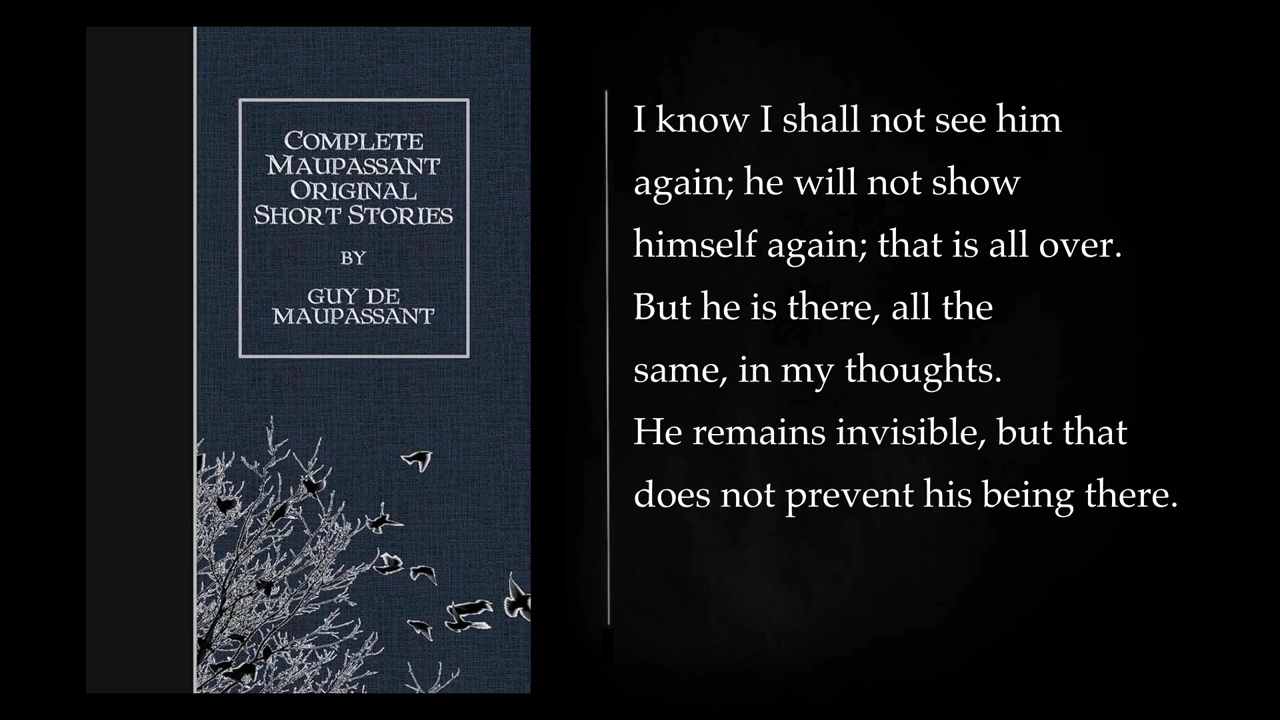 COMPLETE
MAUPASSANT
ORIGINAL
SHORT STORIES
BY
GUY DE
MAUPASSANT
I know I shall not see him
again; he will not show
himself again; that is all over.
But he is there, all the
same, in my thoughts.
He remains invisible, but that
does not prevent his being there.